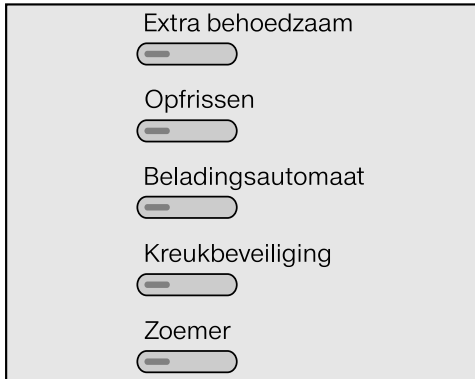 Extra behoedzaam
Opfrissen
Beladingsautomaat
Kreukbeveiliging
Zoemer